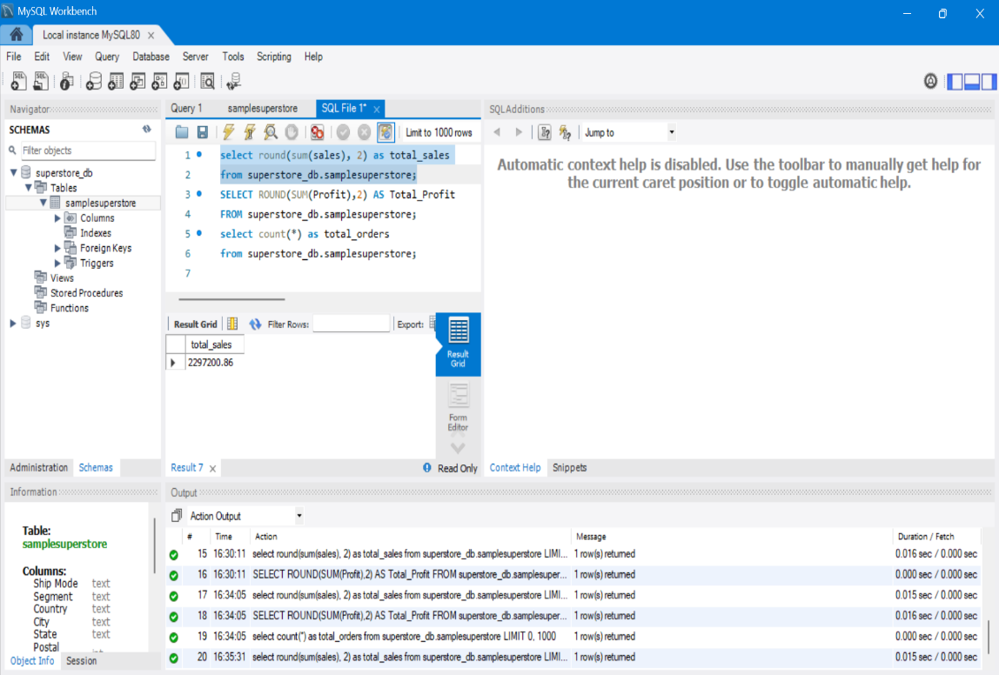 MySQL Workbench
Local instance MySQL80
File Edit View Query Database Server Tools Scripting Help
Navigator
SCHEMAS
Filter objects
superstore_db
Tables
samplesuperstore
Columns
Indexes
Foreign Keys
Triggers
Views
Stored Procedures
Functions
sys
Administration Schemas
Query 1 samplesuperstore SQL File 1*
Limit to 1000 rows
1 select round(sum(sales), 2) as total_sales
2 from superstore_db.samplesuperstore;
3 SELECT ROUND(SUM(Profit),2) AS Total_Profit
4 FROM superstore_db.samplesuperstore;
5 select count(*) as total_orders
6 from superstore_db.samplesuperstore;
7
Result Grid Filter Rows: Export:
total_sales
2297200.86
Result
Grid
Form
Editor
Result 7 Read Only
SQLAdditions
Jump to
Automatic context help is disabled. Use the toolbar to manually get help for
the current caret position or to toggle automatic help.
Context Help Snippets
Information
Table:
samplesuperstore
Columns:
Ship Mode text
Segment text
Country text
City text
State text
Postal
Object Info Session
Output
Action Output
# Time Action Message Duration / Fetch
15 16:30:11 select round(sum(sales), 2) as total_sales from superstore_db.samplesuperstore LIMI... 1 row(s) returned 0.016 sec / 0.000 sec
16 16:30:11 SELECT ROUND(SUM(Profit),2) AS Total_Profit FROM superstore_db.samplesuper... 1 row(s) returned 0.000 sec / 0.000 sec
17 16:34:05 select round(sum(sales), 2) as total_sales from superstore_db.samplesuperstore LIMI... 1 row(s) returned 0.015 sec / 0.000 sec
18 16:34:05 SELECT ROUND(SUM(Profit),2) AS Total_Profit FROM superstore_db.samplesuper... 1 row(s) returned 0.016 sec / 0.000 sec
19 16:34:05 select count(*) as total_orders from superstore_db.samplesuperstore LIMIT 0, 1000 1 row(s) returned 0.000 sec / 0.000 sec
20 16:35:31 select round(sum(sales), 2) as total_sales from superstore_db.samplesuperstore LIMI... 1 row(s) returned 0.015 sec / 0.000 sec